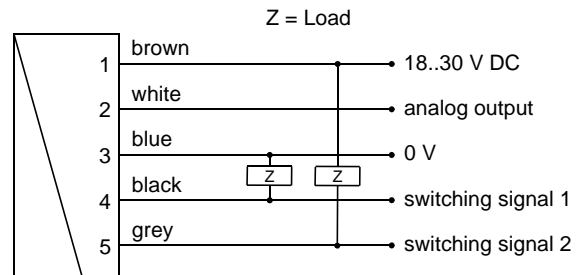 Z = Load
1 brown 18..30 V DC
2 white analog output
3 blue 0 V
Z Z
4 black switching signal 1
5 grey switching signal 2